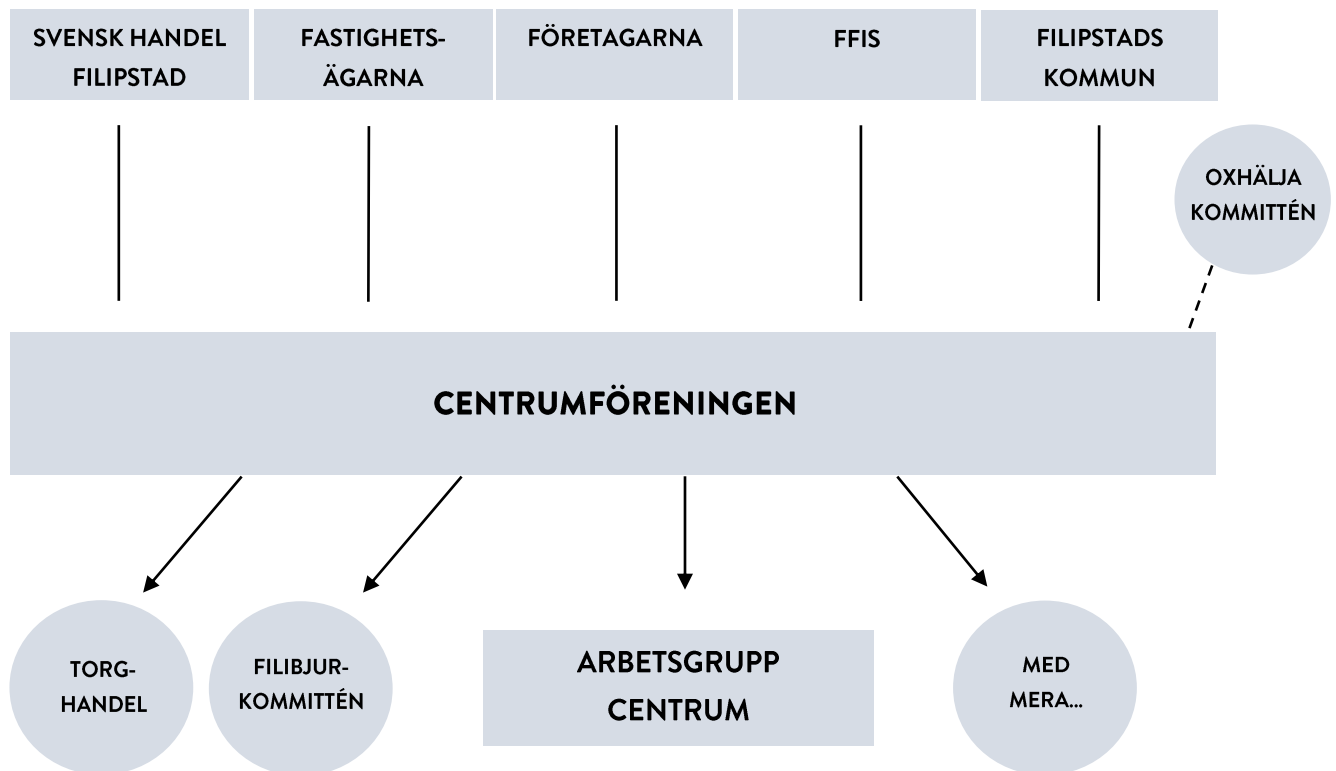 SVENSK HANDEL
FILIPSTAD
FASTIGHETS-
ÄGARNA
FÖRETAGARNA
FFIS
FILIPSTADS
KOMMUN
OXHÄLJA
KOMMITTÉN
CENTRUMFÖRENINGEN
TORG-
HANDEL
FILIBJUR-
KOMMITTÉN
ARBETSGRUPP
CENTRUM
MED
MERA...